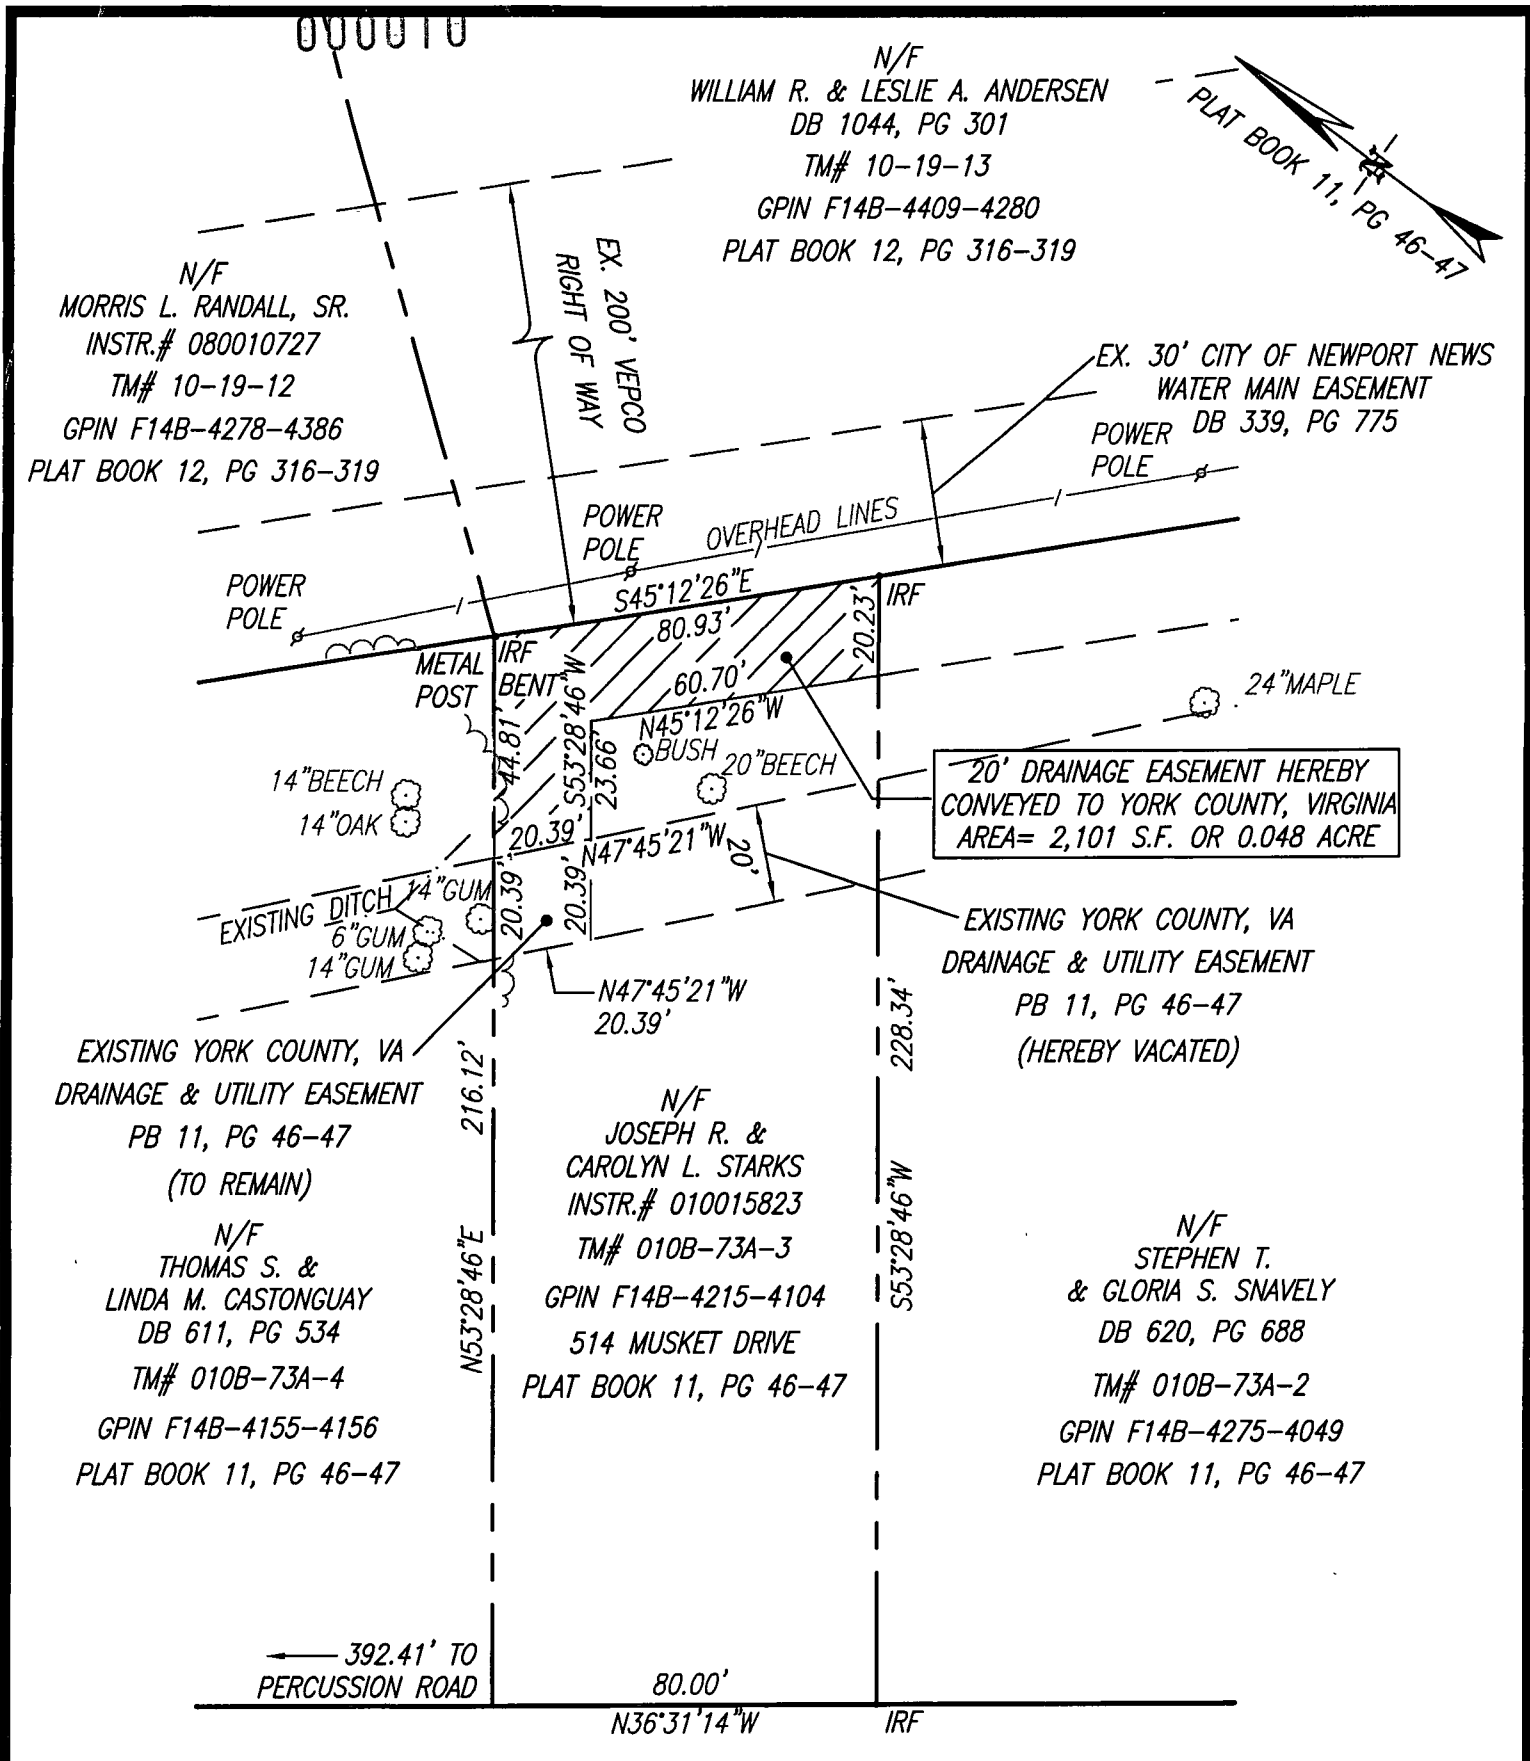 000010
N/F
WILLIAM R. & LESLIE A. ANDERSEN
DB 1044, PG 301
TM# 10-19-13
GPIN F14B-4409-4280
PLAT BOOK 12, PG 316-319
PLAT BOOK 11, PG 46-47
N
N/F
MORRIS L. RANDALL, SR.
INSTR.# 080010727
TM# 10-19-12
GPIN F14B-4278-4386
PLAT BOOK 12, PG 316-319
EX. 200' VEPCO
RIGHT OF WAY
EX. 30' CITY OF NEWPORT NEWS
WATER MAIN EASEMENT
DB 339, PG 775
POWER
POLE
POWER
POLE
OVERHEAD LINES
POWER
POLE
S45°12'26"E
80.93'
IRF
20.23'
METAL
POST
IRF
BENT
60.70'
N45°12'26"W
44.81'
S53°28'46"W
23.66'
BUSH
20"BEECH
24"MAPLE
14"BEECH
14"OAK
20' DRAINAGE EASEMENT HEREBY
CONVEYED TO YORK COUNTY, VIRGINIA
AREA= 2,101 S.F. OR 0.048 ACRE
20.39'
N47°45'21"W
20'
EXISTING DITCH
14"GUM
6"GUM
14"GUM
20.39'
20.39'
N47°45'21"W
20.39'
EXISTING YORK COUNTY, VA
DRAINAGE & UTILITY EASEMENT
PB 11, PG 46-47
(HEREBY VACATED)
EXISTING YORK COUNTY, VA
DRAINAGE & UTILITY EASEMENT
PB 11, PG 46-47
(TO REMAIN)
216.12'
N53°28'46"E
228.34'
S53°28'46"W
N/F
THOMAS S. &
LINDA M. CASTONGUAY
DB 611, PG 534
TM# 010B-73A-4
GPIN F14B-4155-4156
PLAT BOOK 11, PG 46-47
N/F
JOSEPH R. &
CAROLYN L. STARKS
INSTR.# 010015823
TM# 010B-73A-3
GPIN F14B-4215-4104
514 MUSKET DRIVE
PLAT BOOK 11, PG 46-47
N/F
STEPHEN T.
& GLORIA S. SNAVELY
DB 620, PG 688
TM# 010B-73A-2
GPIN F14B-4275-4049
PLAT BOOK 11, PG 46-47
392.41' TO
PERCUSSION ROAD
80.00'
N36°31'14"W
IRF